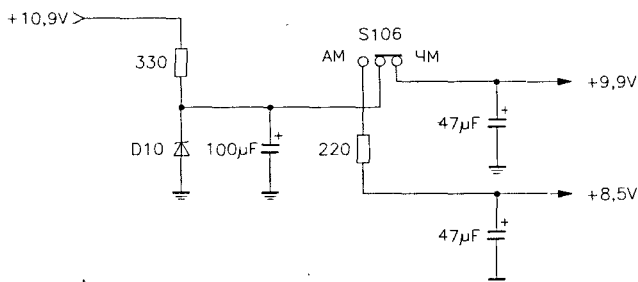 +10,9V
S106
330
AM
ЧМ
+9,9V
47µF
D10
100µF
+
220
+
+8,5V
+
47µF